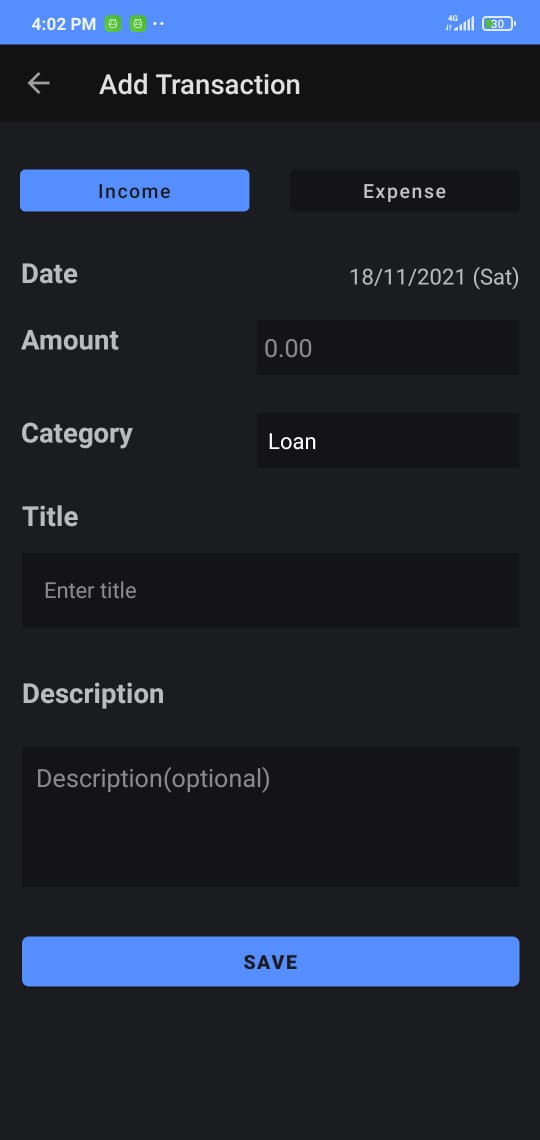 4:02 PM
4G
30
Add Transaction
Income
Expense
Date
18/11/2021 (Sat)
Amount
0.00
Category
Loan
Title
Enter title
Description
Description(optional)
SAVE